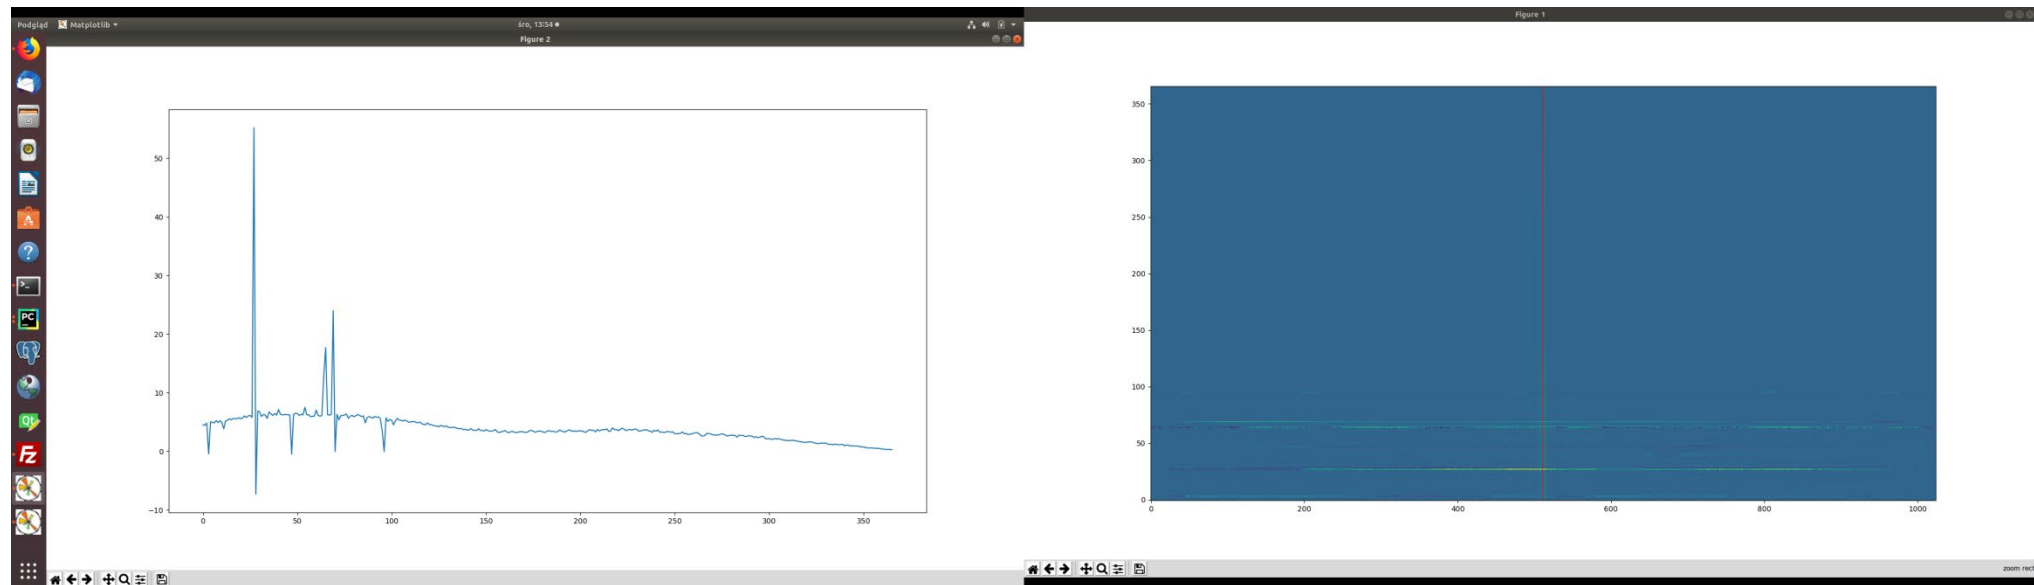 Podgląd Matplotlib
śro, 13:54
Figure 2
50
40
30
20
10
0
−10
0 50 100 150 200 250 300 350
Figure 1
350
300
250
200
150
100
50
0
0 200 400 600 800 1000
zoom rect